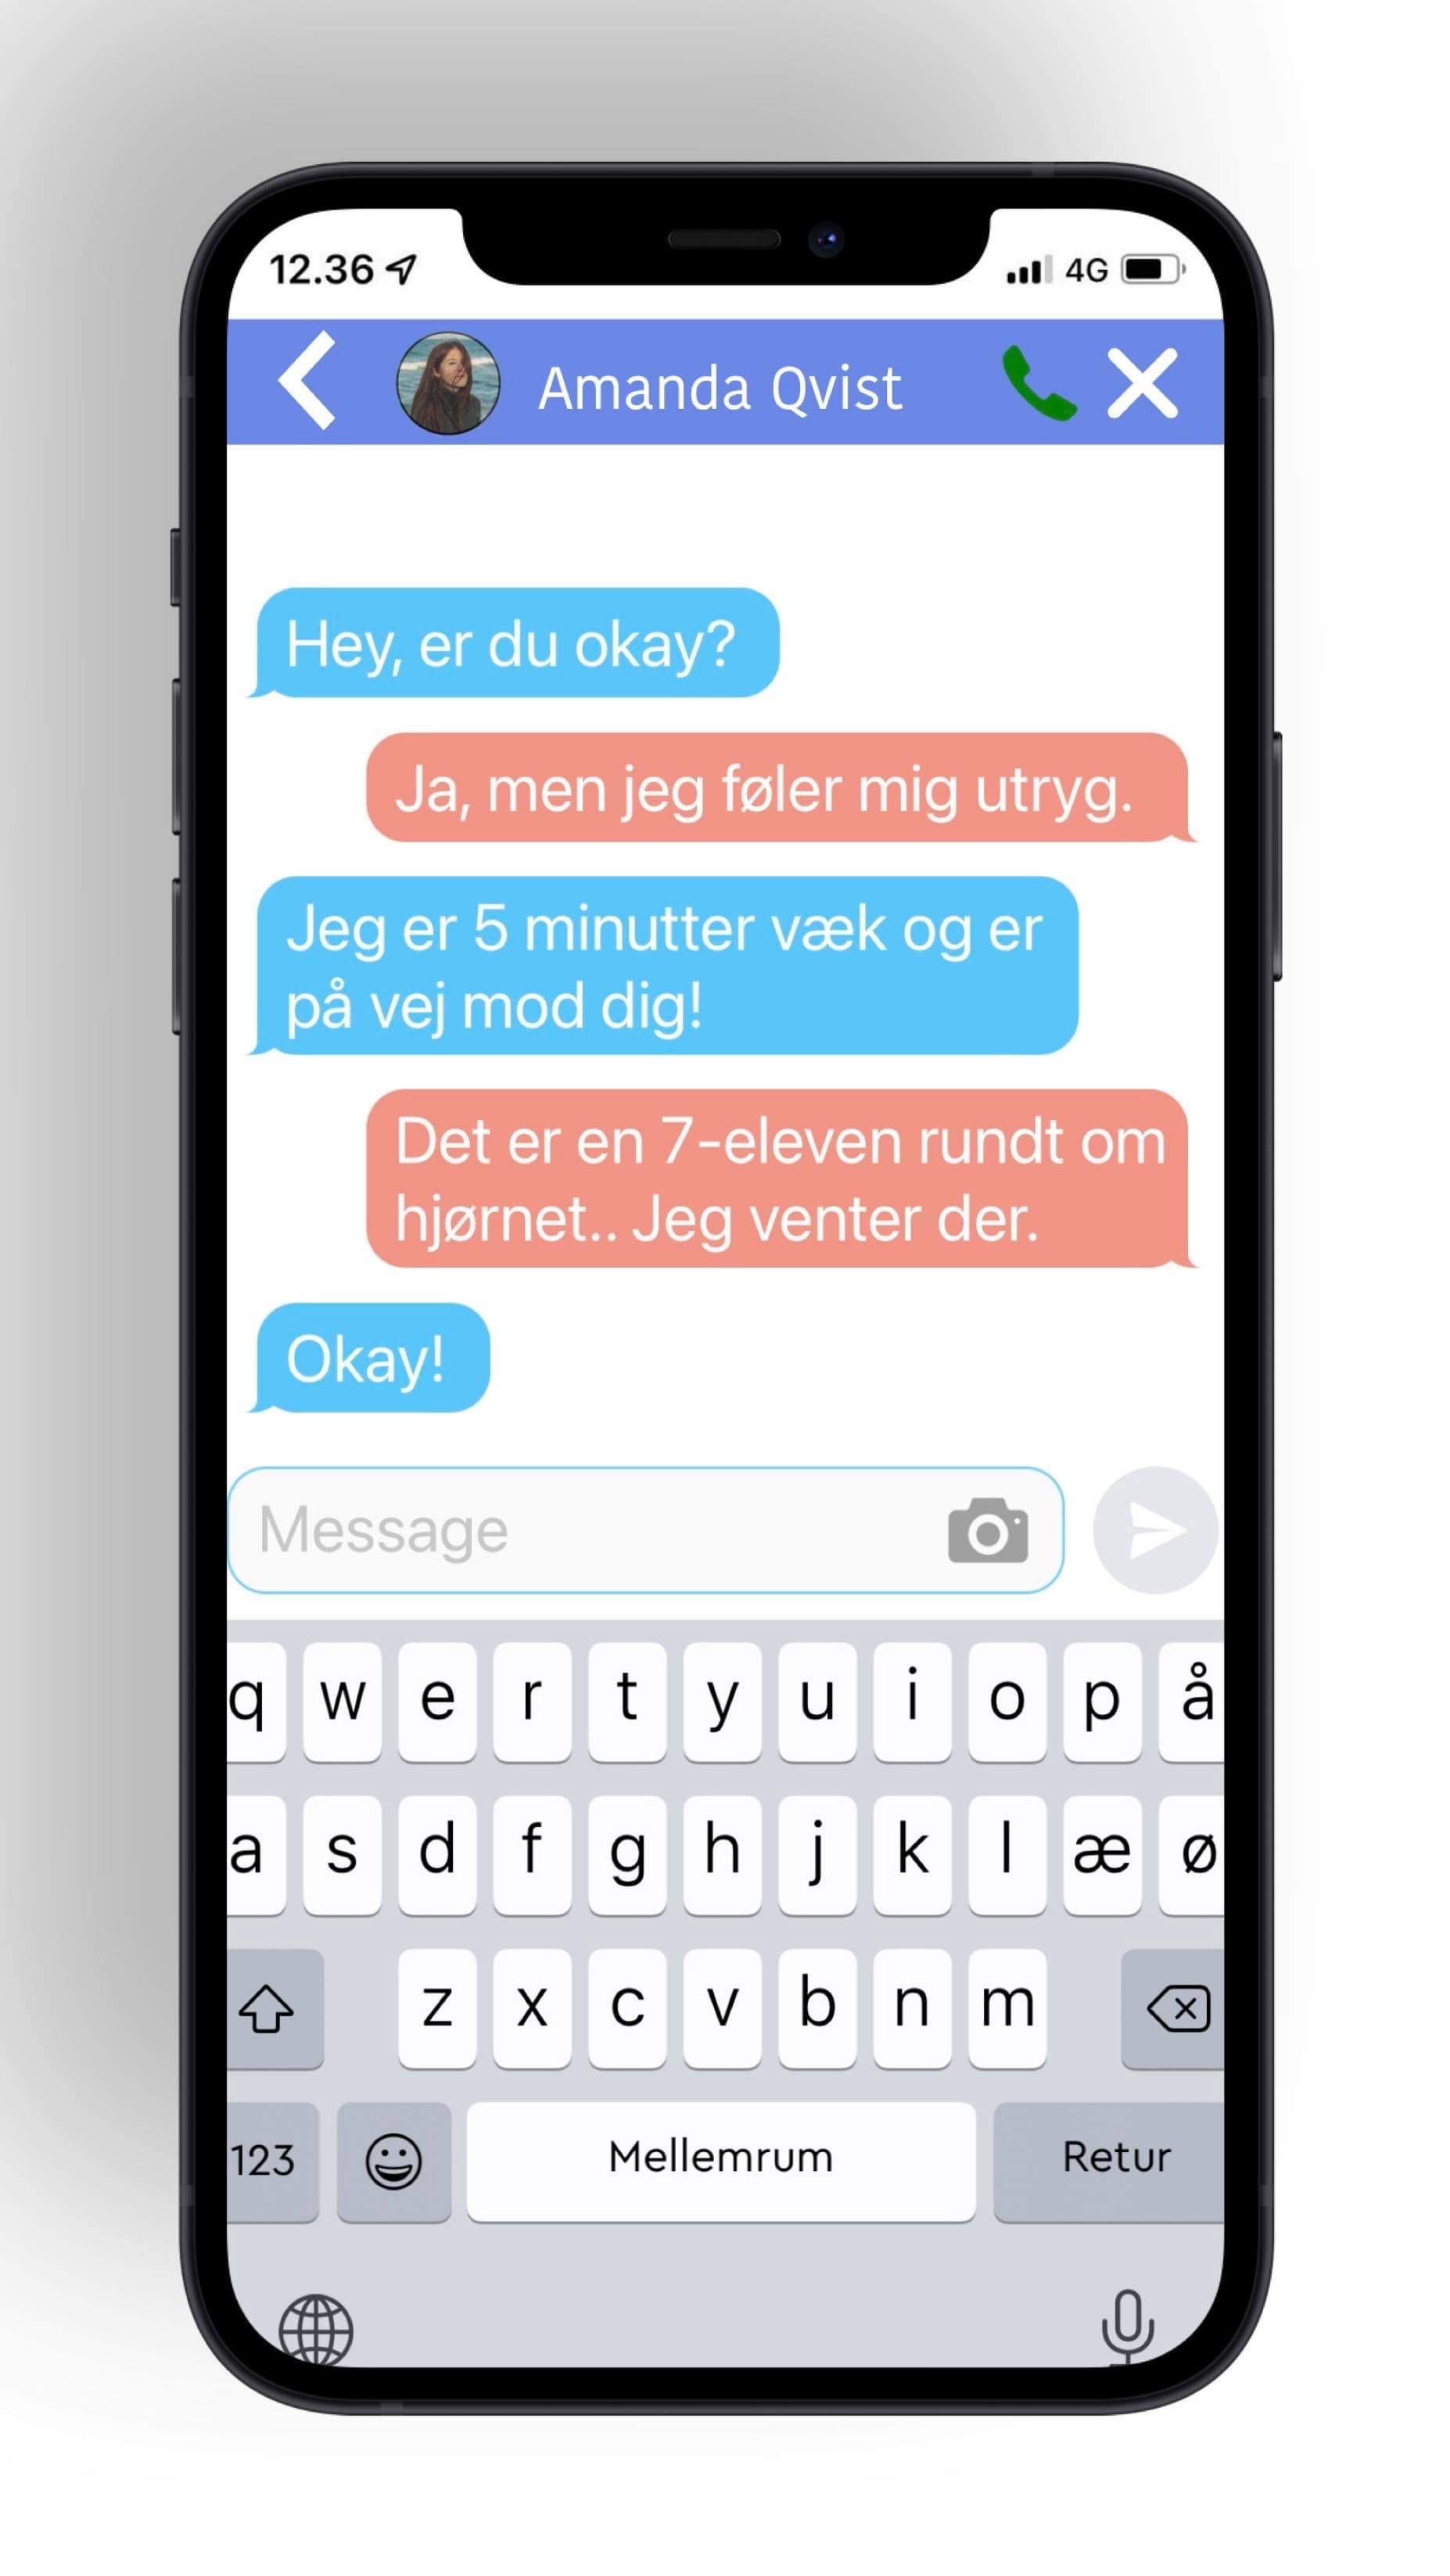 12.36
4G
Amanda Qvist
Hey, er du okay?
Ja, men jeg føler mig utryg.
Jeg er 5 minutter væk og er
på vej mod dig!
Det er en 7-eleven rundt om
hjørnet.. Jeg venter der.
Okay!
Message
q w e r t y u i o p å
a s d f g h j k l æ ø
z x c v b n m
123 Mellemrum Retur